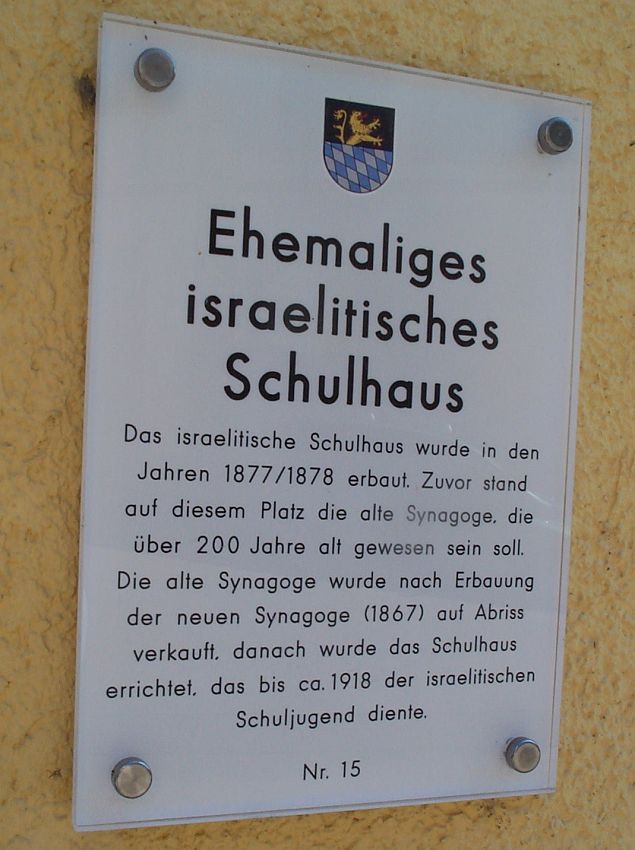 Ehemaliges
israelitisches
Schulhaus
Das israelitische Schulhaus wurde in den
Jahren 1877/1878 erbaut. Zuvor stand
auf diesem Platz die alte Synagoge, die
über 200 Jahre alt gewesen sein soll.
Die alte Synagoge wurde nach Erbauung
der neuen Synagoge (1867) auf Abriss
verkauft, danach wurde das Schulhaus
errichtet, das bis ca. 1918 der israelitischen
Schuljugend diente.
Nr. 15